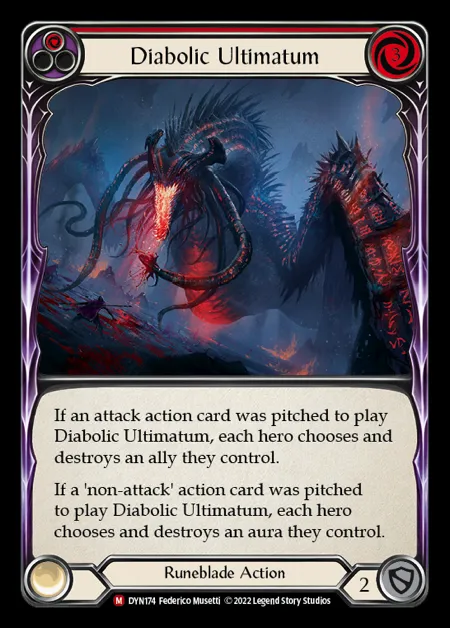 Diabolic Ultimatum
3
If an attack action card was pitched to play
Diabolic Ultimatum, each hero chooses and
destroys an ally they control.
If a 'non-attack' action card was pitched
to play Diabolic Ultimatum, each hero
chooses and destroys an aura they control.
Runeblade Action
2
M DYN174 Federico Musetti © 2022 Legend Story Studios